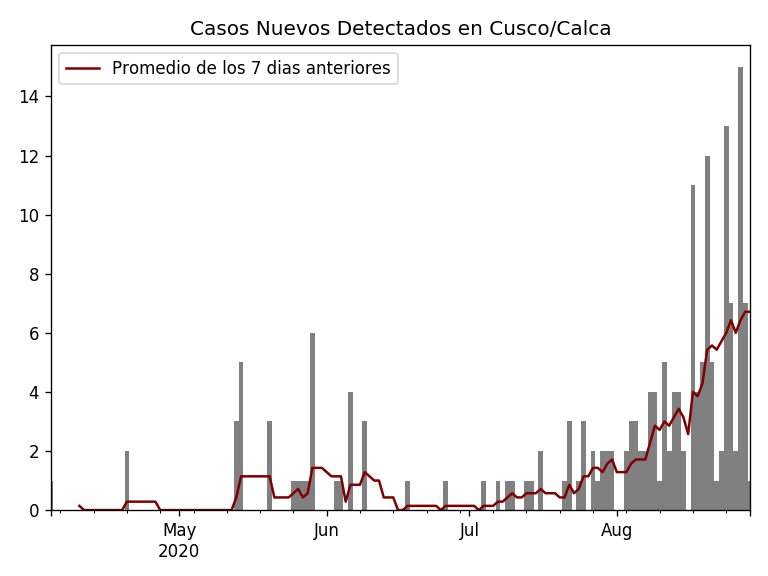 Casos Nuevos Detectados en Cusco/Calca
Promedio de los 7 dias anteriores
14
12
10
8
6
4
2
0
May
2020
Jun
Jul
Aug